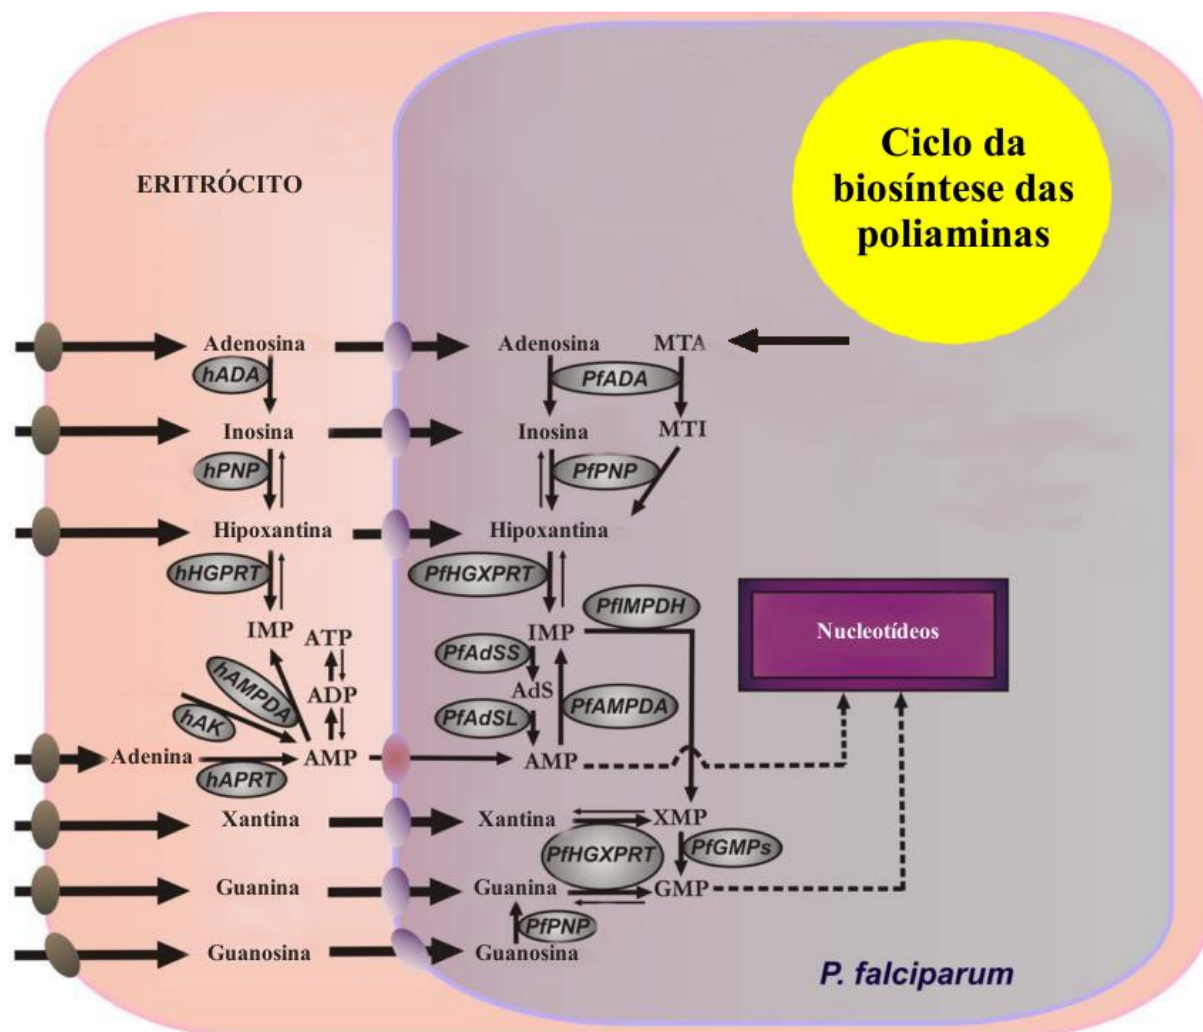 Ciclo da
biosíntese das
poliaminas
ERITRÓCITO
Adenosina
Adenosina
MTA
hADA
PfADA
Inosina
Inosina
MTI
hPNP
PfPNP
Hipoxantina
Hipoxantina
hHGPRT
PfHGXPRT
PfIMPDH
IMP
ATP
IMP
Nucleotídeos
PfAdSS
hAMPDA
ADP
AdS
hAK
PfAdSL
PfAMPDA
Adenina
AMP
AMP
hAPRT
Xantina
Xantina
XMP
PfHGXPRT
PfGMPs
Guanina
Guanina
GMP
PfPNP
Guanosina
Guanosina
P. falciparum